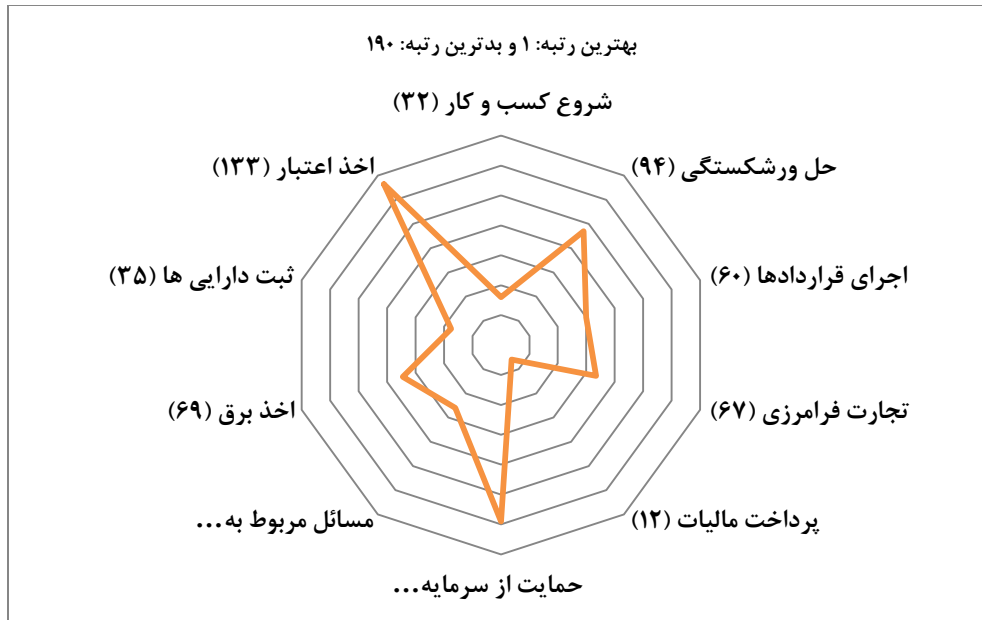 بهترین رتبه: ۱ و بدترین رتبه: ۱۹۰
شروع کسب و کار (۳۲)
حل ورشکستگی (۹۴)
اخذ اعتبار (۱۳۳)
اجرای قراردادها (۶۰)
ثبت دارایی ها (۳۵)
تجارت فرامرزی (۶۷)
اخذ برق (۶۹)
پرداخت مالیات (۱۲)
مسائل مربوط به...
حمایت از سرمایه...